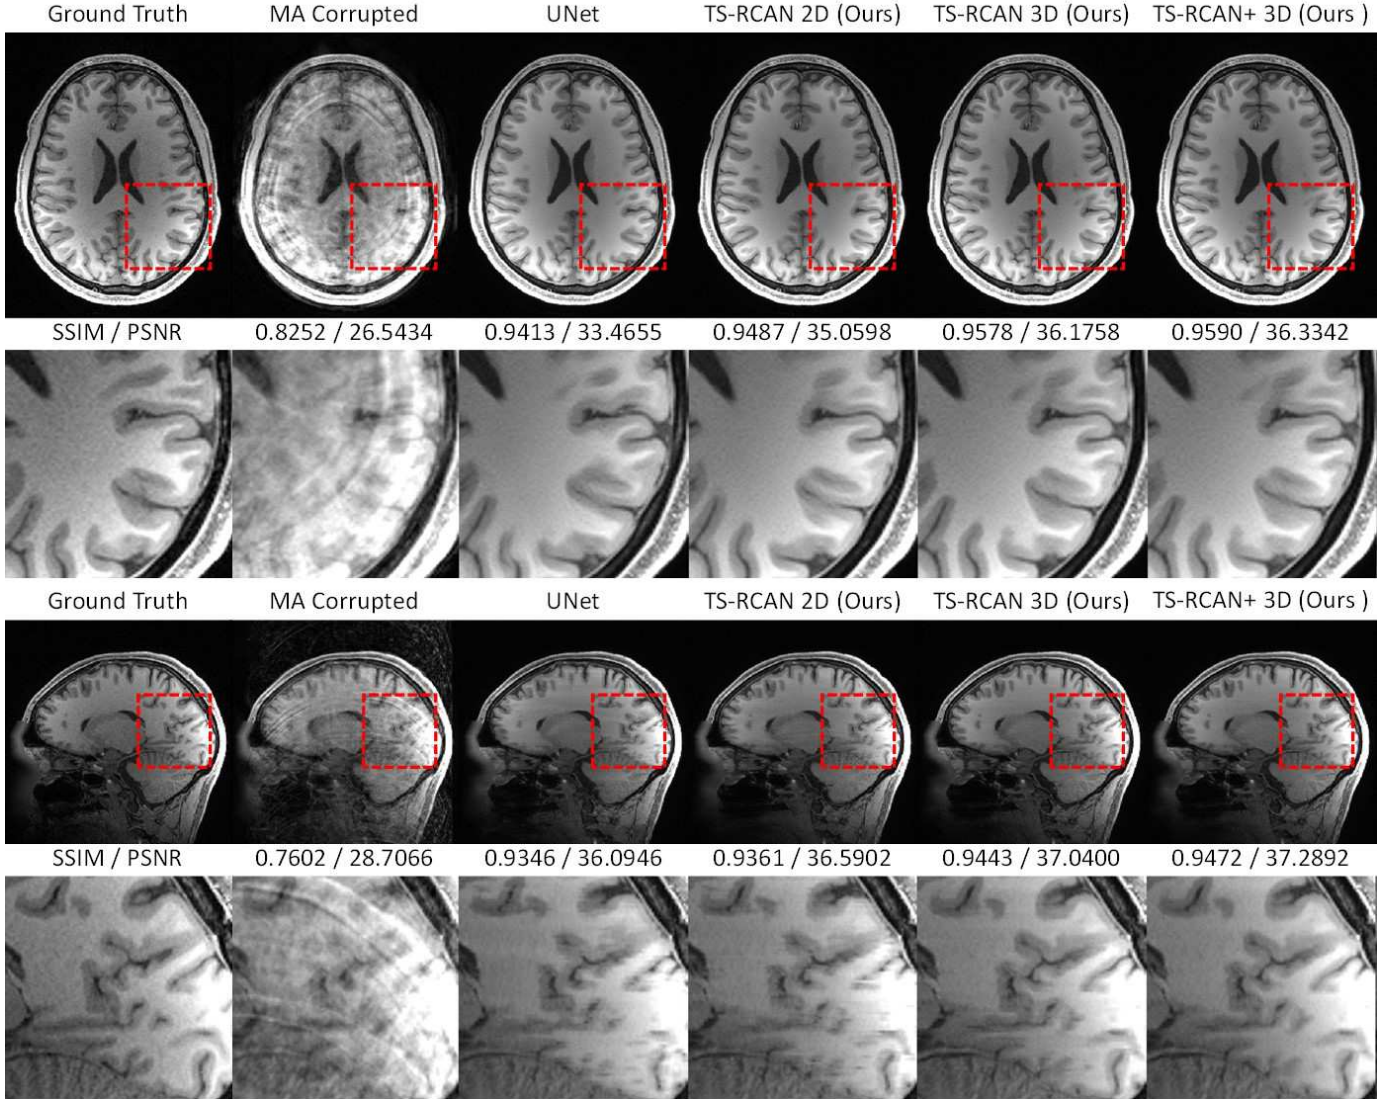 Ground Truth MA Corrupted UNet TS-RCAN 2D (Ours) TS-RCAN 3D (Ours) TS-RCAN+ 3D (Ours )
SSIM / PSNR 0.8252 / 26.5434 0.9413 / 33.4655 0.9487 / 35.0598 0.9578 / 36.1758 0.9590 / 36.3342
Ground Truth MA Corrupted UNet TS-RCAN 2D (Ours) TS-RCAN 3D (Ours) TS-RCAN+ 3D (Ours )
SSIM / PSNR 0.7602 / 28.7066 0.9346 / 36.0946 0.9361 / 36.5902 0.9443 / 37.0400 0.9472 / 37.2892